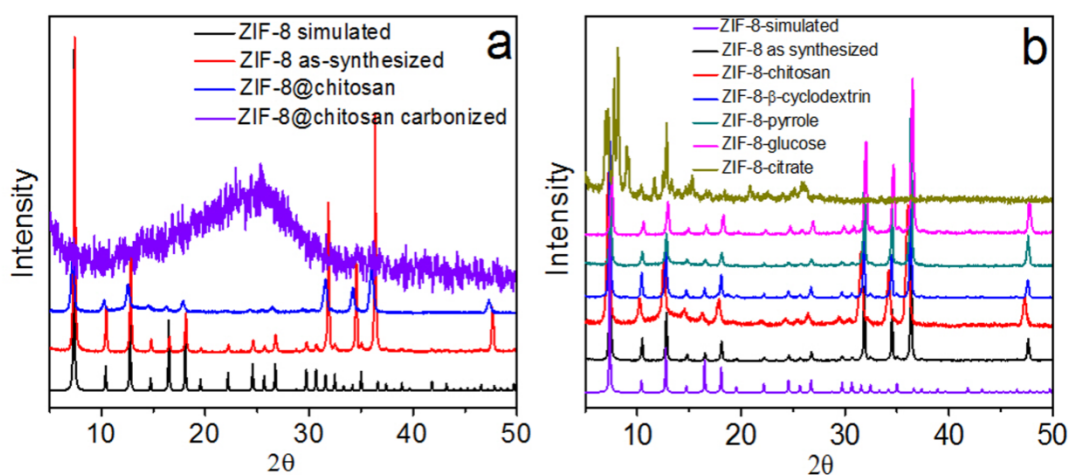 a
ZIF-8 simulated
ZIF-8 as-synthesized
ZIF-8@chitosan
ZIF-8@chitosan carbonized
Intensity
10 20 30 40 50
2θ
b
ZIF-8-simulated
ZIF-8 as synthesized
ZIF-8-chitosan
ZIF-8-β-cyclodextrin
ZIF-8-pyrrole
ZIF-8-glucose
ZIF-8-citrate
Intensity
10 20 30 40 50
2θ